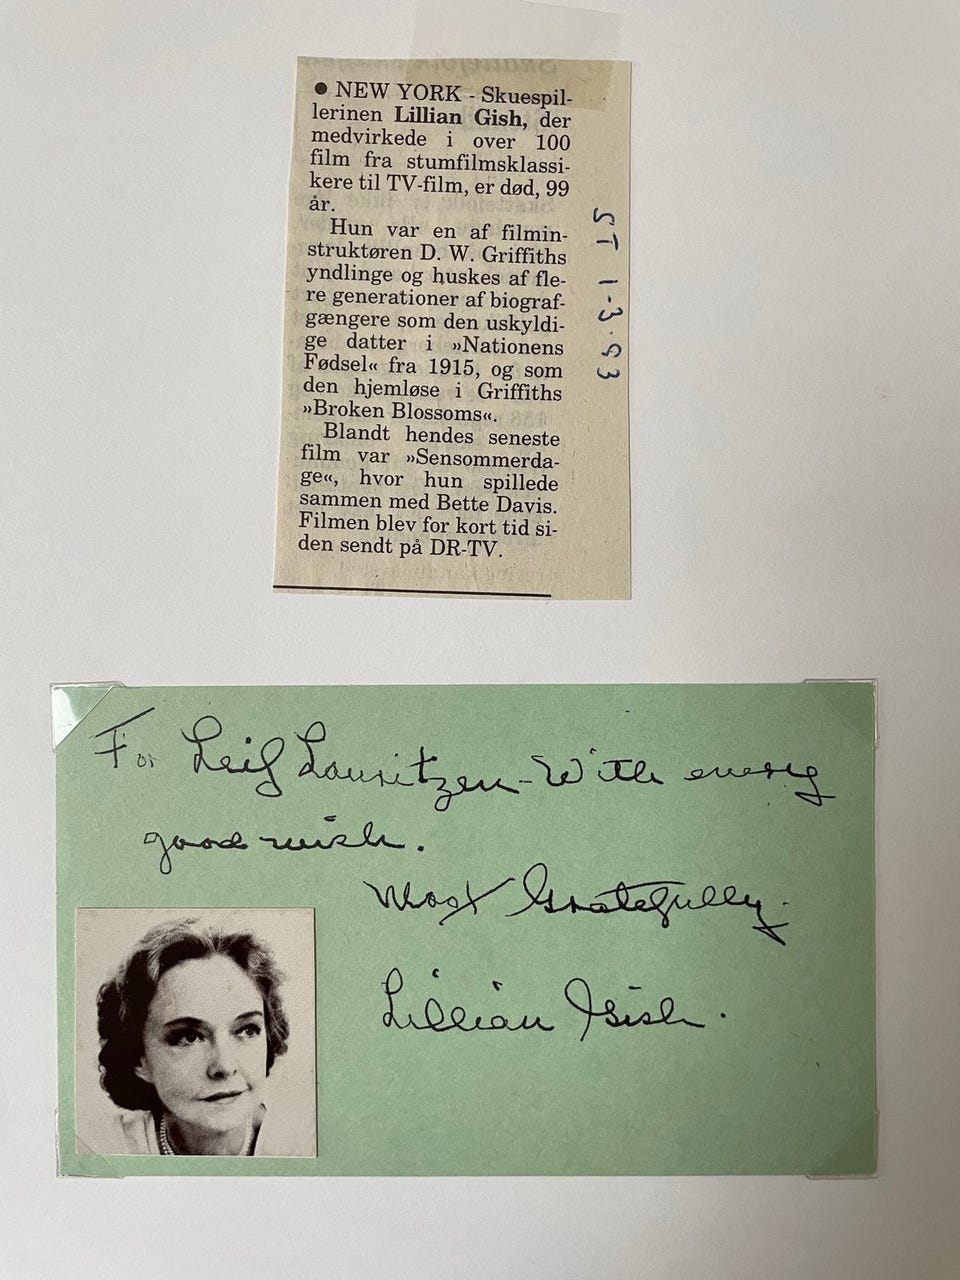 ● NEW YORK - Skuespil-
lerinen Lillian Gish, der
medvirkede i over 100
film fra stumfilmsklassi-
kere til TV-film, er død, 99
år.
Hun var en af filmin-
struktøren D. W. Griffiths
yndlinge og huskes af fle-
re generationer af biograf-
gængere som den uskyldi-
ge datter i »Nationens
Fødsel« fra 1915, og som
den hjemløse i Griffiths
»Broken Blossoms«.
Blandt hendes seneste
film var »Sensommerda-
ge«, hvor hun spillede
sammen med Bette Davis.
Filmen blev for kort tid si-
den sendt på DR-TV.
ST 1-3.93
For Leif Lauritzen - With every
good wish.
Most Gratefully
Lillian Gish.